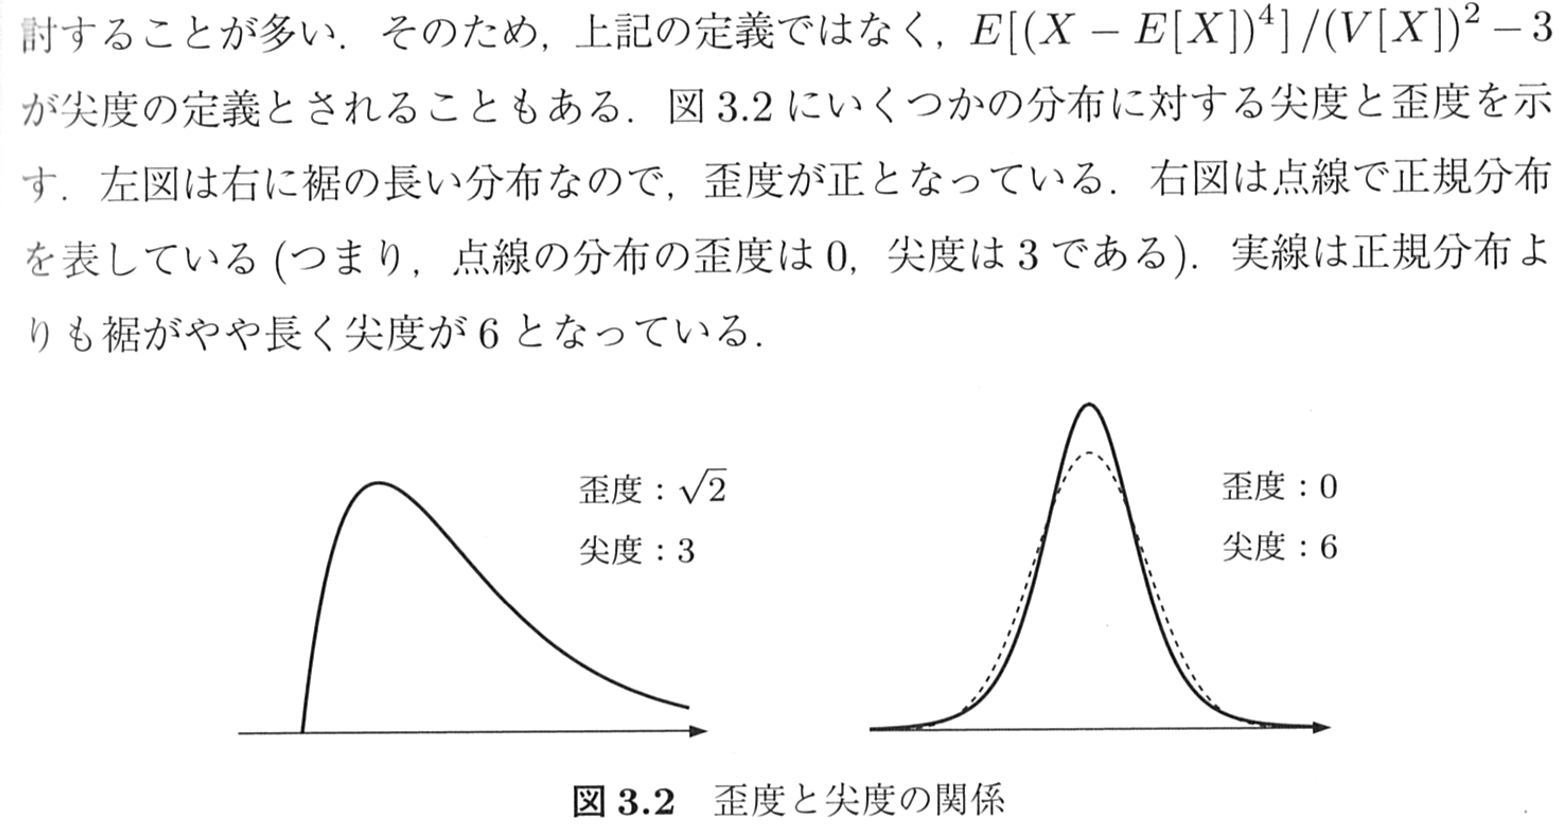 討することが多い．そのため，上記の定義ではなく，E[(X − E[X])⁴]/(V[X])² − 3
が尖度の定義とされることもある．図 3.2 にいくつかの分布に対する尖度と歪度を示
す．左図は右に裾の長い分布なので，歪度が正となっている．右図は点線で正規分布
を表している (つまり，点線の分布の歪度は 0，尖度は 3 である)．実線は正規分布よ
りも裾がやや長く尖度が 6 となっている．
歪度：√2
尖度：3
歪度：0
尖度：6
図 3.2　歪度と尖度の関係